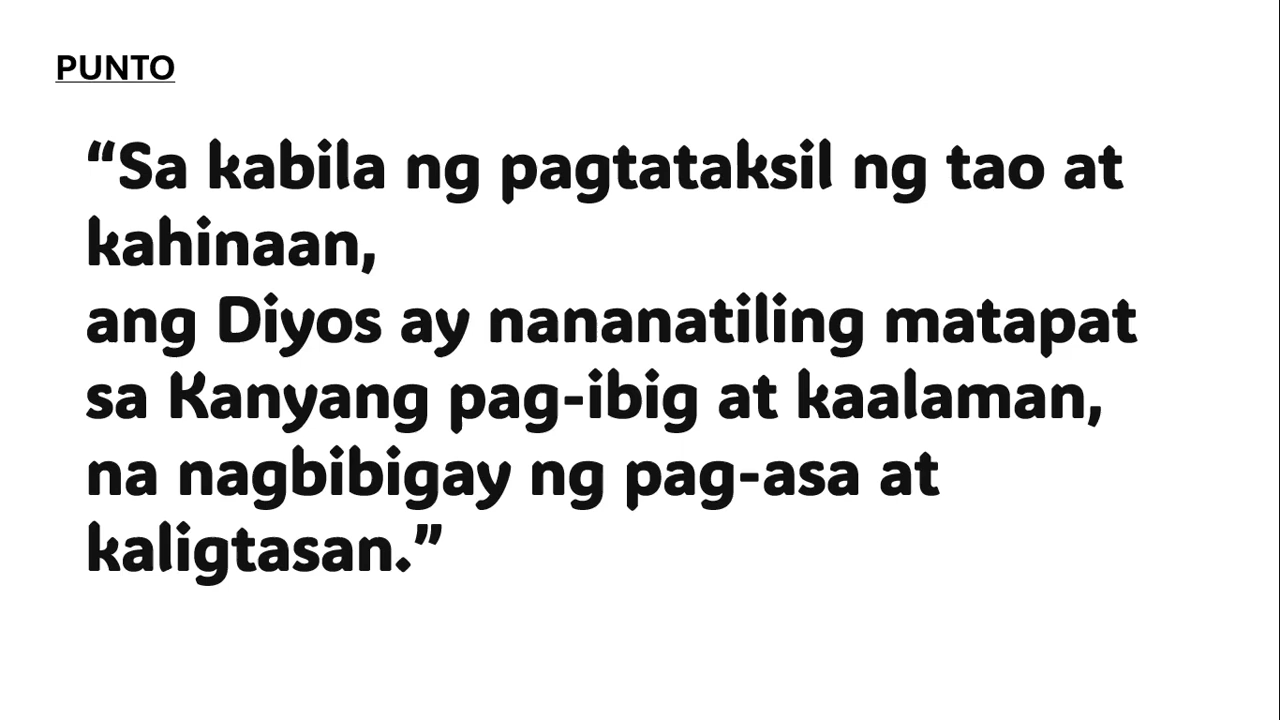 PUNTO
“Sa kabila ng pagtataksil ng tao at
kahinaan,
ang Diyos ay nananatiling matapat
sa Kanyang pag-ibig at kaalaman,
na nagbibigay ng pag-asa at
kaligtasan.”